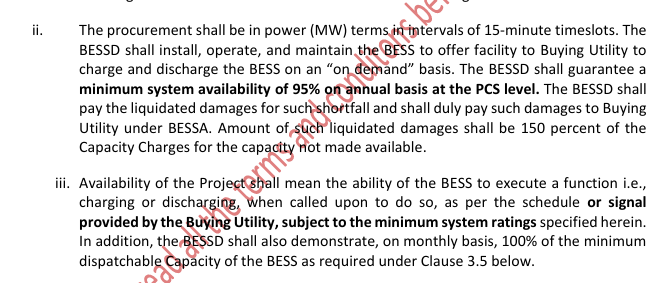 ii. The procurement shall be in power (MW) terms in intervals of 15-minute timeslots. The
BESSD shall install, operate, and maintain the BESS to offer facility to Buying Utility to
charge and discharge the BESS on an “on demand” basis. The BESSD shall guarantee a
minimum system availability of 95% on annual basis at the PCS level. The BESSD shall
pay the liquidated damages for such shortfall and shall duly pay such damages to Buying
Utility under BESSA. Amount of such liquidated damages shall be 150 percent of the
Capacity Charges for the capacity not made available.
iii. Availability of the Project shall mean the ability of the BESS to execute a function i.e.,
charging or discharging, when called upon to do so, as per the schedule or signal
provided by the Buying Utility, subject to the minimum system ratings specified herein.
In addition, the BESSD shall also demonstrate, on monthly basis, 100% of the minimum
dispatchable Capacity of the BESS as required under Clause 3.5 below.
all the terms and conditions